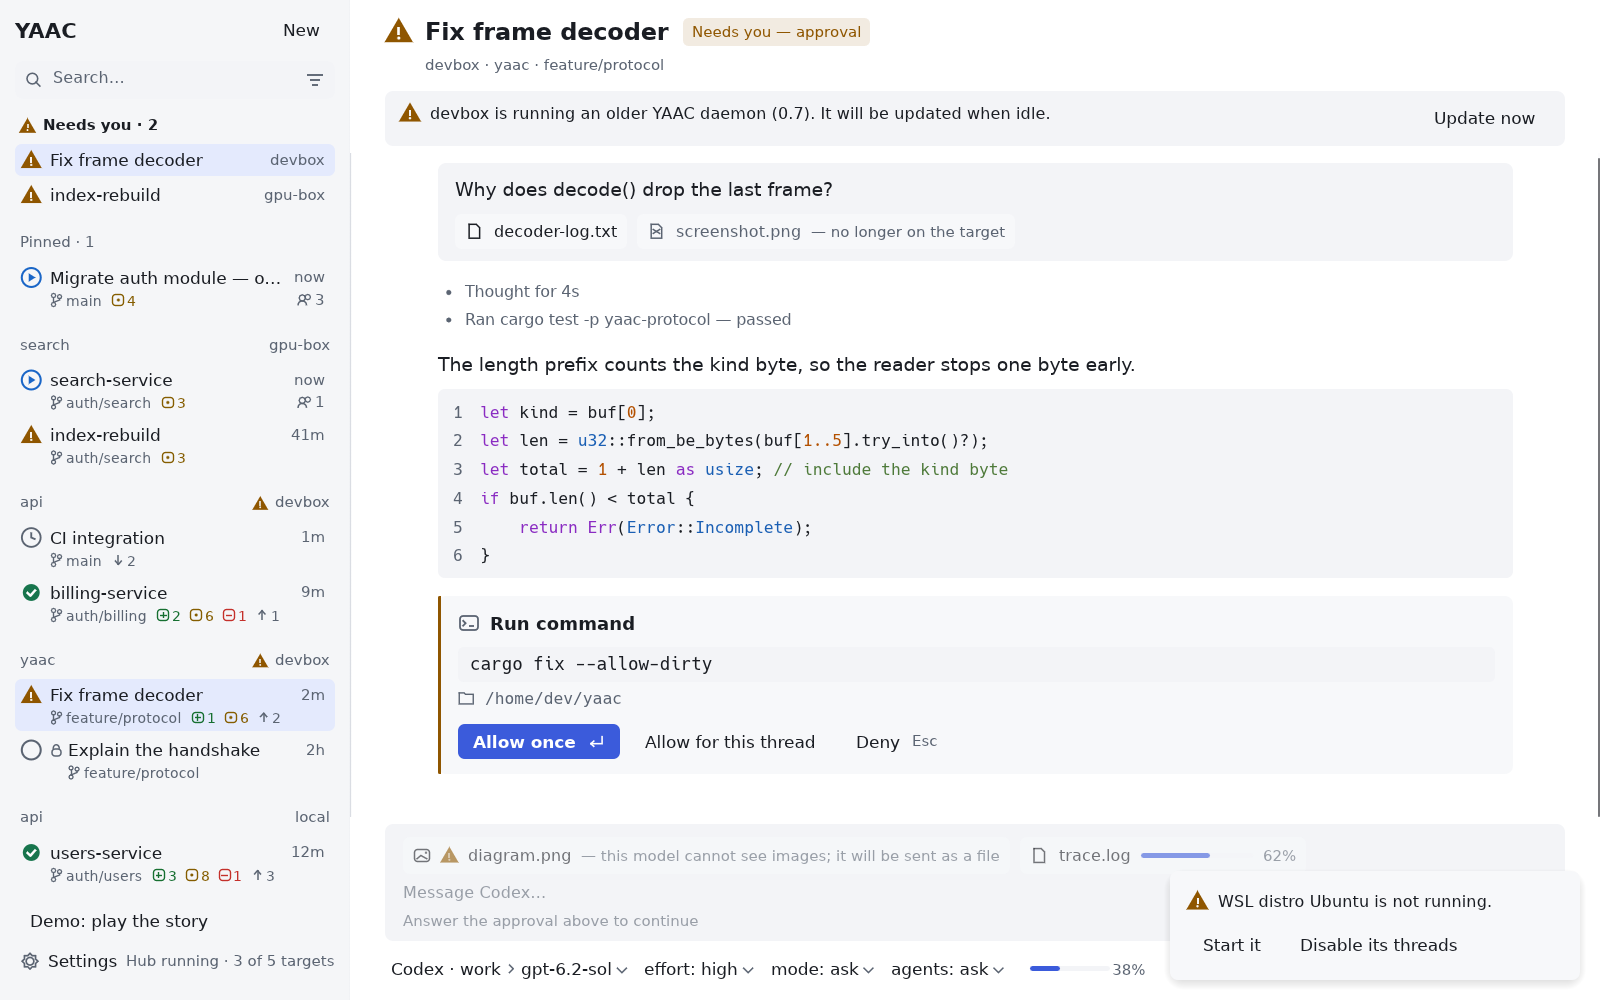 YAAC New
Search...
Needs you · 2
Fix frame decoder devbox
index-rebuild gpu-box
Pinned · 1
Migrate auth module — o... now
main 4 3
search gpu-box
search-service now
auth/search 3 1
index-rebuild 41m
auth/search 3
api devbox
CI integration 1m
main 2
billing-service 9m
auth/billing 2 6 1 1
yaac devbox
Fix frame decoder 2m
feature/protocol 1 6 2
Explain the handshake 2h
feature/protocol
api local
users-service 12m
auth/users 3 8 1 3
Demo: play the story
Settings Hub running · 3 of 5 targets
Fix frame decoder Needs you — approval
devbox · yaac · feature/protocol
devbox is running an older YAAC daemon (0.7). It will be updated when idle. Update now
Why does decode() drop the last frame?
decoder-log.txt screenshot.png — no longer on the target
• Thought for 4s
• Ran cargo test -p yaac-protocol — passed
The length prefix counts the kind byte, so the reader stops one byte early.
1 let kind = buf[0];
2 let len = u32::from_be_bytes(buf[1..5].try_into()?);
3 let total = 1 + len as usize; // include the kind byte
4 if buf.len() < total {
5     return Err(Error::Incomplete);
6 }
Run command
cargo fix --allow-dirty
/home/dev/yaac
Allow once ↵ Allow for this thread Deny Esc
diagram.png — this model cannot see images; it will be sent as a file trace.log 62%
Message Codex...
Answer the approval above to continue
Codex · work > gpt-6.2-sol effort: high mode: ask agents: ask 38%
WSL distro Ubuntu is not running.
Start it Disable its threads